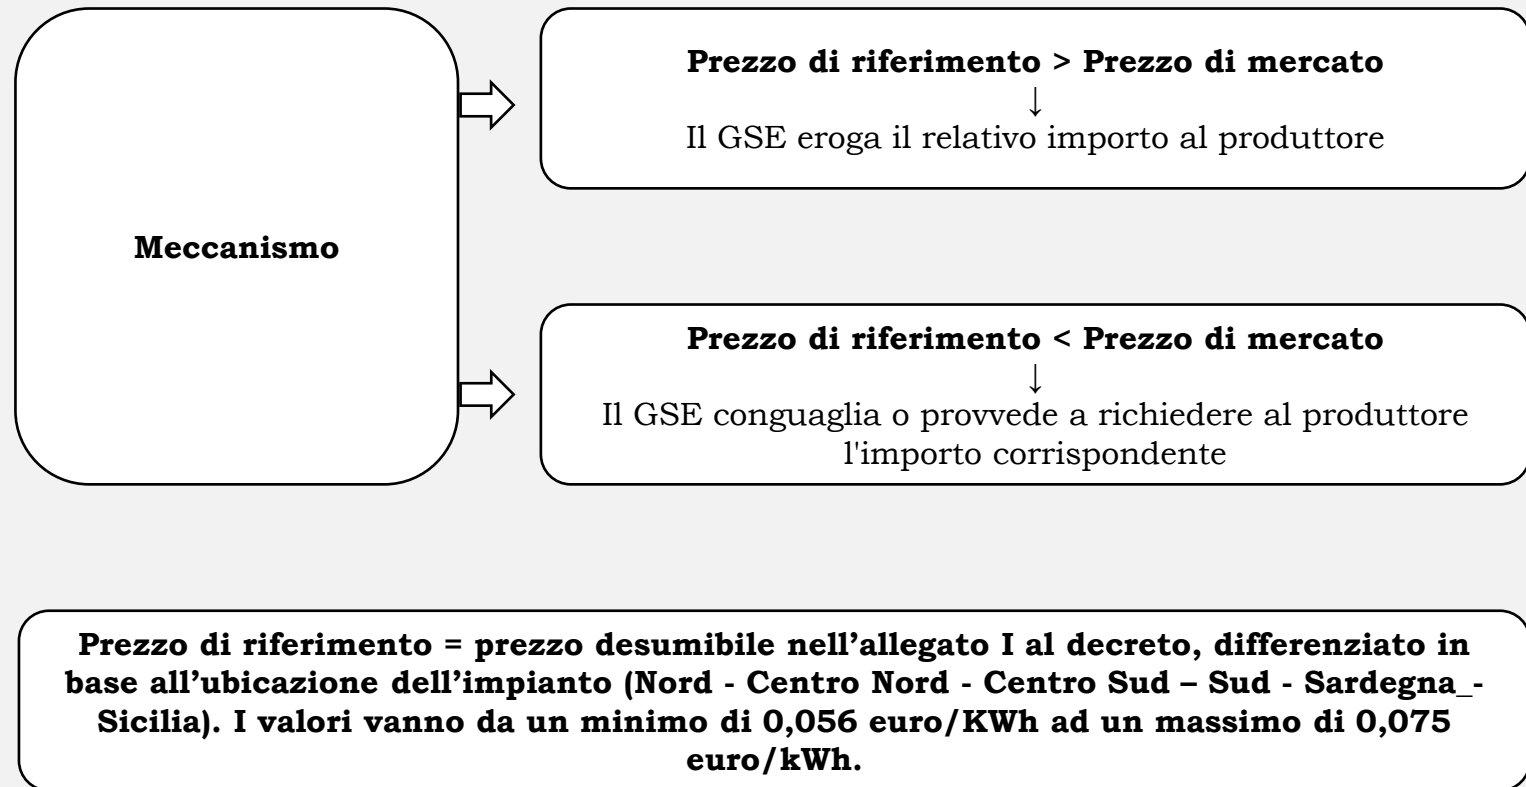 Meccanismo
Prezzo di riferimento > Prezzo di mercato
↓
Il GSE eroga il relativo importo al produttore
Prezzo di riferimento < Prezzo di mercato
↓
Il GSE conguaglia o provvede a richiedere al produttore
l'importo corrispondente
Prezzo di riferimento = prezzo desumibile nell’allegato I al decreto, differenziato in
base all’ubicazione dell’impianto (Nord - Centro Nord - Centro Sud – Sud - Sardegna_-
Sicilia). I valori vanno da un minimo di 0,056 euro/KWh ad un massimo di 0,075
euro/kWh.